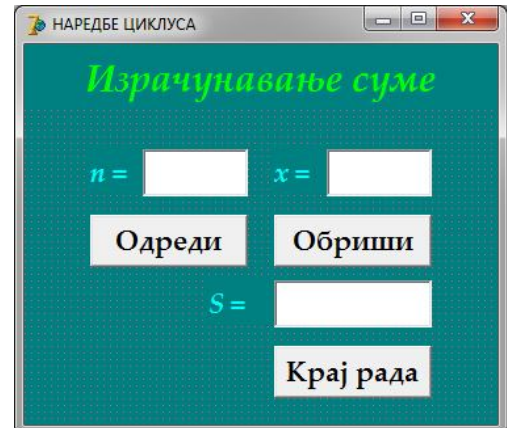 НАРЕДБЕ ЦИКЛУСА
Израчунавање суме
n = x =
Одреди Обриши
S =
Крај рада